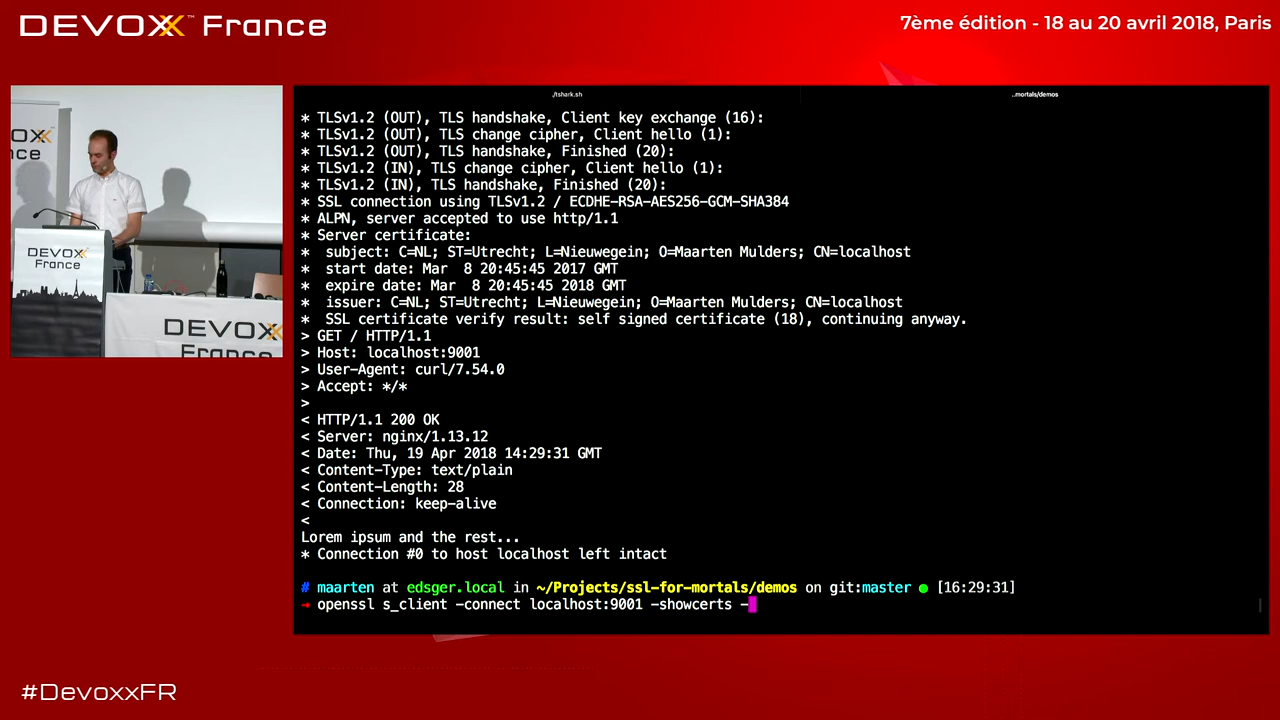 DEVOXX™ France
7ème édition - 18 au 20 avril 2018, Paris
OXX
nce
DEVOXX
France
DEVOXX
France
./tshark.sh
..mortals/demos
* TLSv1.2 (OUT), TLS handshake, Client key exchange (16):
* TLSv1.2 (OUT), TLS change cipher, Client hello (1):
* TLSv1.2 (OUT), TLS handshake, Finished (20):
* TLSv1.2 (IN), TLS change cipher, Client hello (1):
* TLSv1.2 (IN), TLS handshake, Finished (20):
* SSL connection using TLSv1.2 / ECDHE-RSA-AES256-GCM-SHA384
* ALPN, server accepted to use http/1.1
* Server certificate:
*  subject: C=NL; ST=Utrecht; L=Nieuwegein; O=Maarten Mulders; CN=localhost
*  start date: Mar  8 20:45:45 2017 GMT
*  expire date: Mar  8 20:45:45 2018 GMT
*  issuer: C=NL; ST=Utrecht; L=Nieuwegein; O=Maarten Mulders; CN=localhost
*  SSL certificate verify result: self signed certificate (18), continuing anyway.
> GET / HTTP/1.1
> Host: localhost:9001
> User-Agent: curl/7.54.0
> Accept: */*
>
< HTTP/1.1 200 OK
< Server: nginx/1.13.12
< Date: Thu, 19 Apr 2018 14:29:31 GMT
< Content-Type: text/plain
< Content-Length: 28
< Connection: keep-alive
<
Lorem ipsum and the rest...
* Connection #0 to host localhost left intact
# maarten at edsger.local in ~/Projects/ssl-for-mortals/demos on git:master ● [16:29:31]
→ openssl s_client -connect localhost:9001 -showcerts -
#DevoxxFR